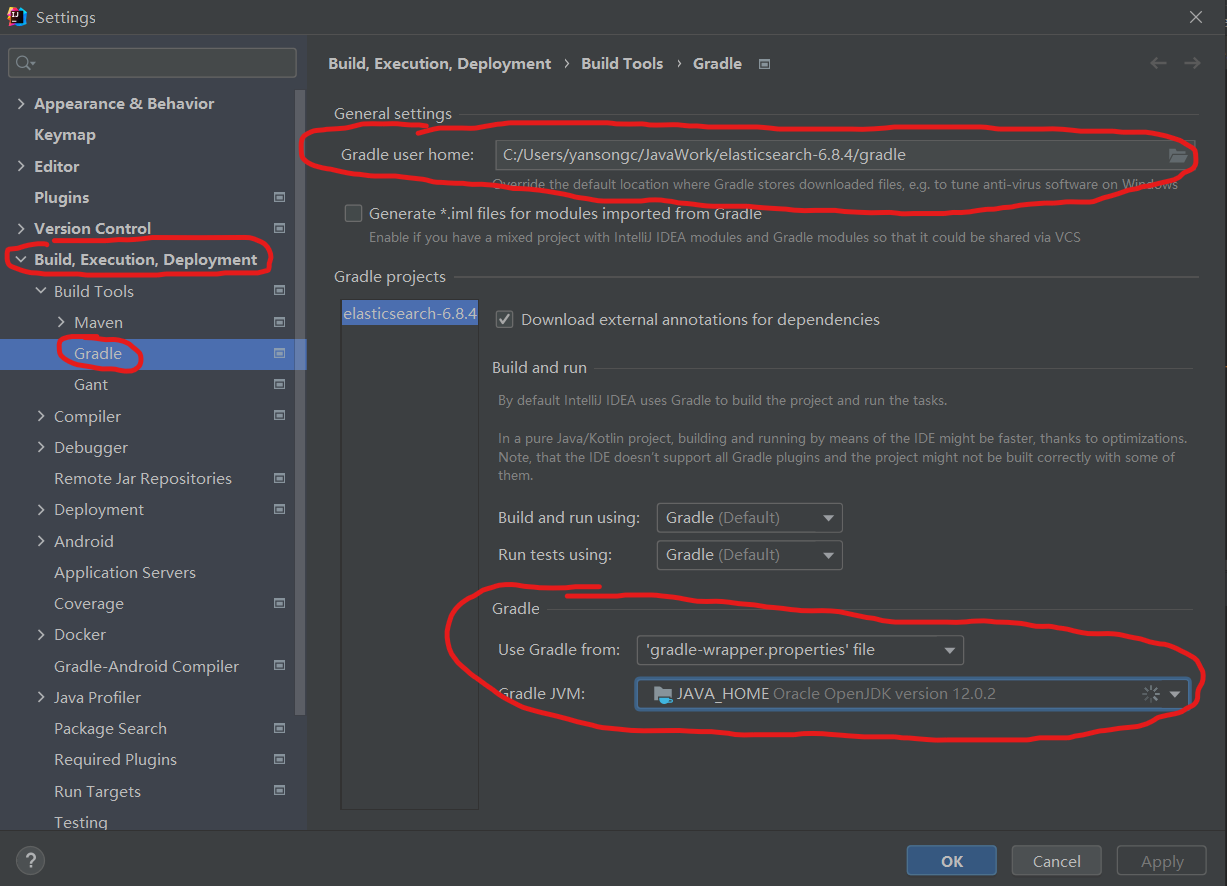 Settings
Build, Execution, Deployment › Build Tools › Gradle
Appearance & Behavior
Keymap
Editor
Plugins
Version Control
Build, Execution, Deployment
Build Tools
Maven
Gradle
Gant
Compiler
Debugger
Remote Jar Repositories
Deployment
Android
Application Servers
Coverage
Docker
Gradle-Android Compiler
Java Profiler
Package Search
Required Plugins
Run Targets
Testing
General settings
Gradle user home: C:/Users/yansongc/JavaWork/elasticsearch-6.8.4/gradle
Override the default location where Gradle stores downloaded files, e.g. to tune anti-virus software on Windows
Generate *.iml files for modules imported from Gradle
Enable if you have a mixed project with IntelliJ IDEA modules and Gradle modules so that it could be shared via VCS
Gradle projects
elasticsearch-6.8.4
Download external annotations for dependencies
Build and run
By default IntelliJ IDEA uses Gradle to build the project and run the tasks.
In a pure Java/Kotlin project, building and running by means of the IDE might be faster, thanks to optimizations.
Note, that the IDE doesn't support all Gradle plugins and the project might not be built correctly with some of
them.
Build and run using: Gradle (Default)
Run tests using: Gradle (Default)
Gradle
Use Gradle from: 'gradle-wrapper.properties' file
Gradle JVM: JAVA_HOME Oracle OpenJDK version 12.0.2
?
OK
Cancel
Apply